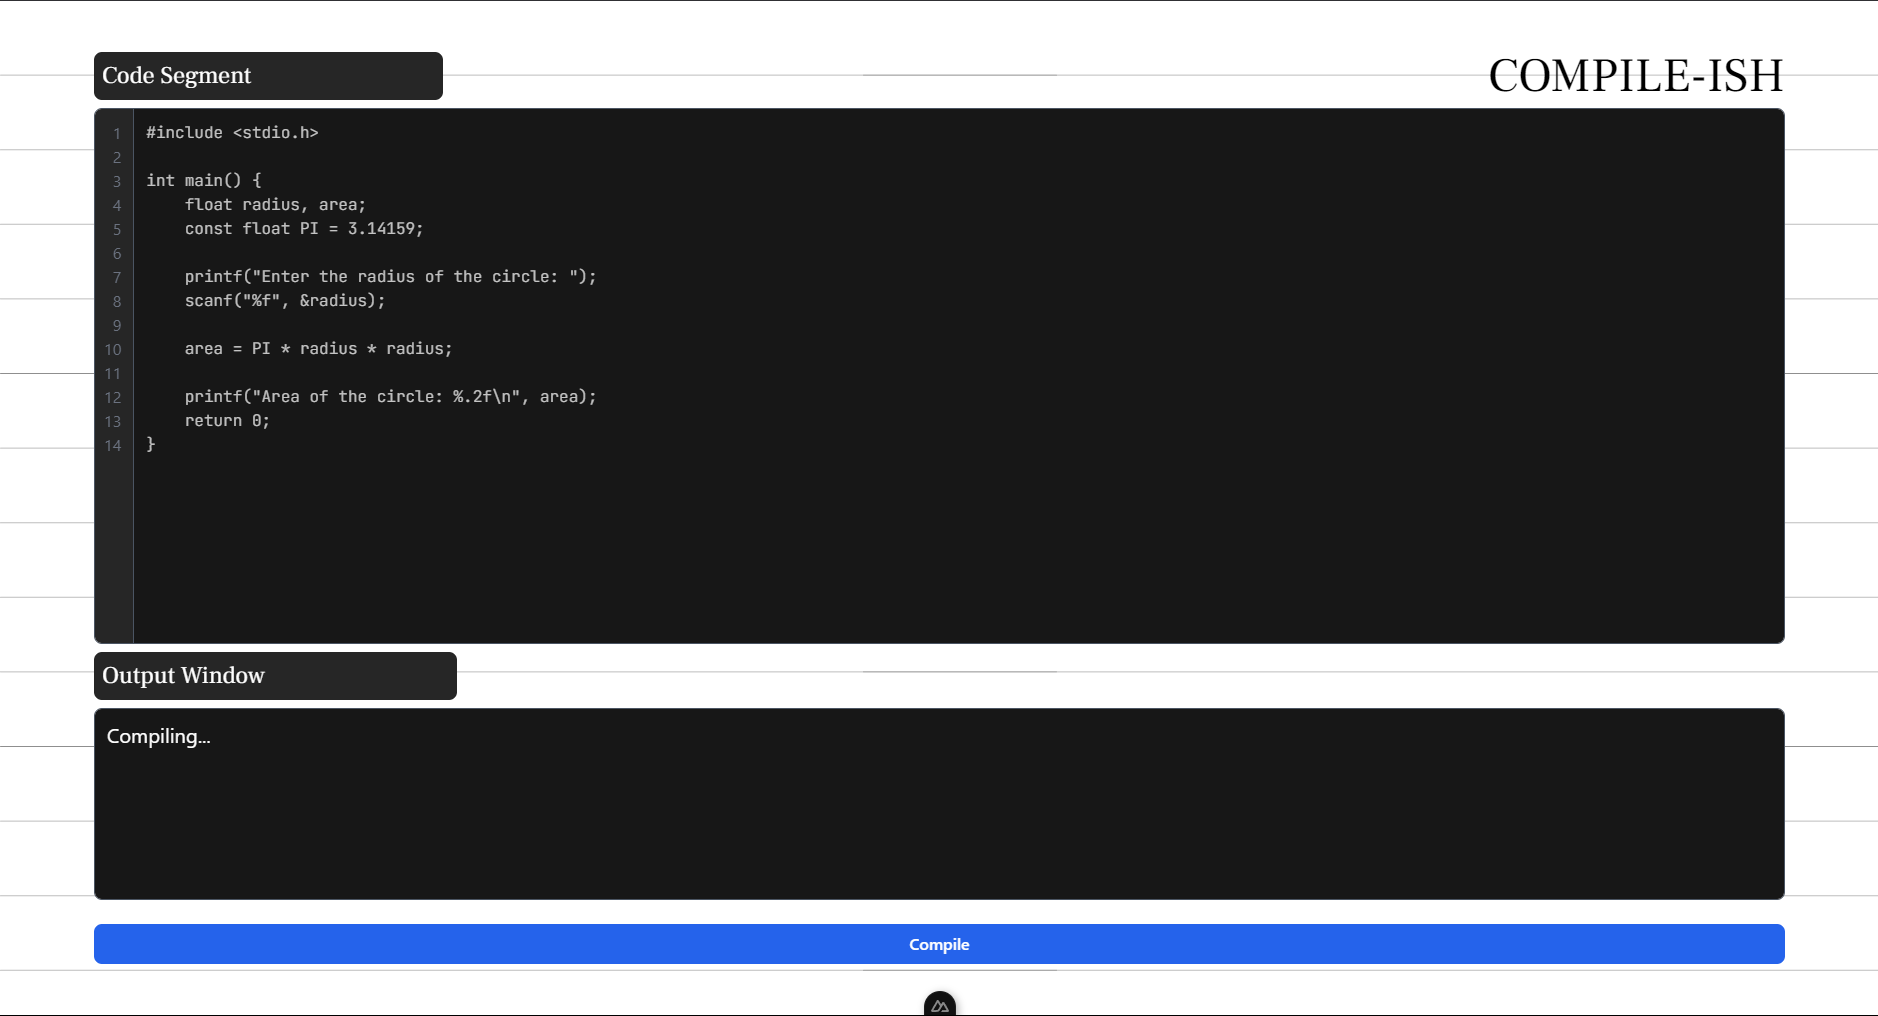 Code Segment
COMPILE-ISH
1 #include <stdio.h>
2
3 int main() {
4     float radius, area;
5     const float PI = 3.14159;
6
7     printf("Enter the radius of the circle: ");
8     scanf("%f", &radius);
9
10     area = PI * radius * radius;
11
12     printf("Area of the circle: %.2f\n", area);
13     return 0;
14 }
Output Window
Compiling...
Compile